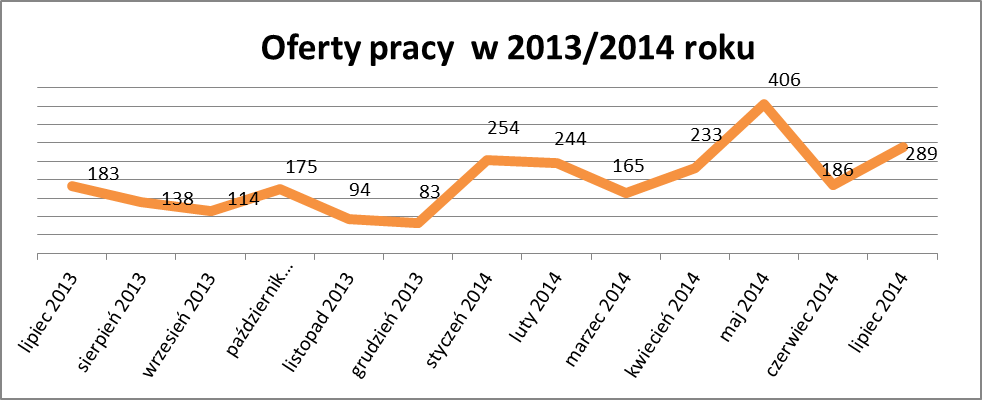 Oferty pracy w 2013/2014 roku
183
138
114
175
94
83
254
244
165
233
406
186
289
lipiec 2013
sierpień 2013
wrzesień 2013
październik...
listopad 2013
grudzień 2013
styczeń 2014
luty 2014
marzec 2014
kwiecień 2014
maj 2014
czerwiec 2014
lipiec 2014